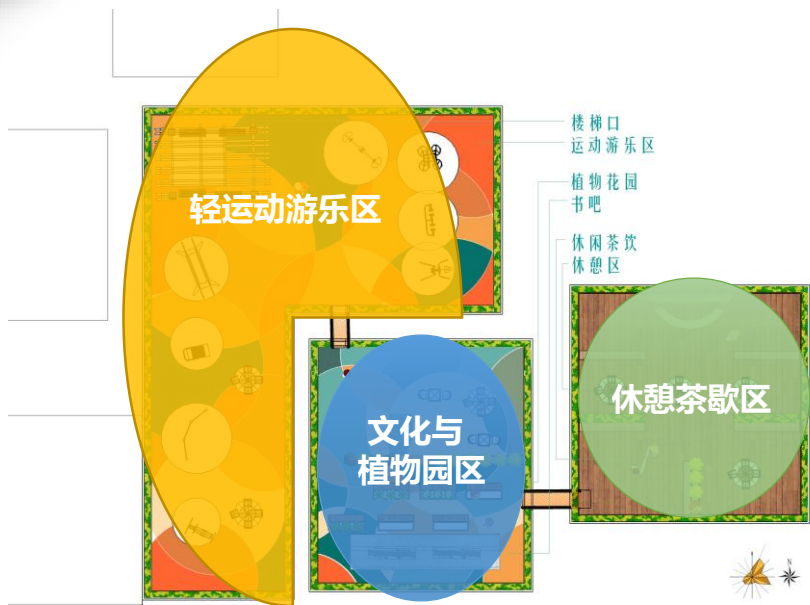 楼梯口
运动游乐区
植物花园
书吧
休闲茶饮
休憩区
轻运动游乐区
文化与
植物园区
休憩茶歇区
N